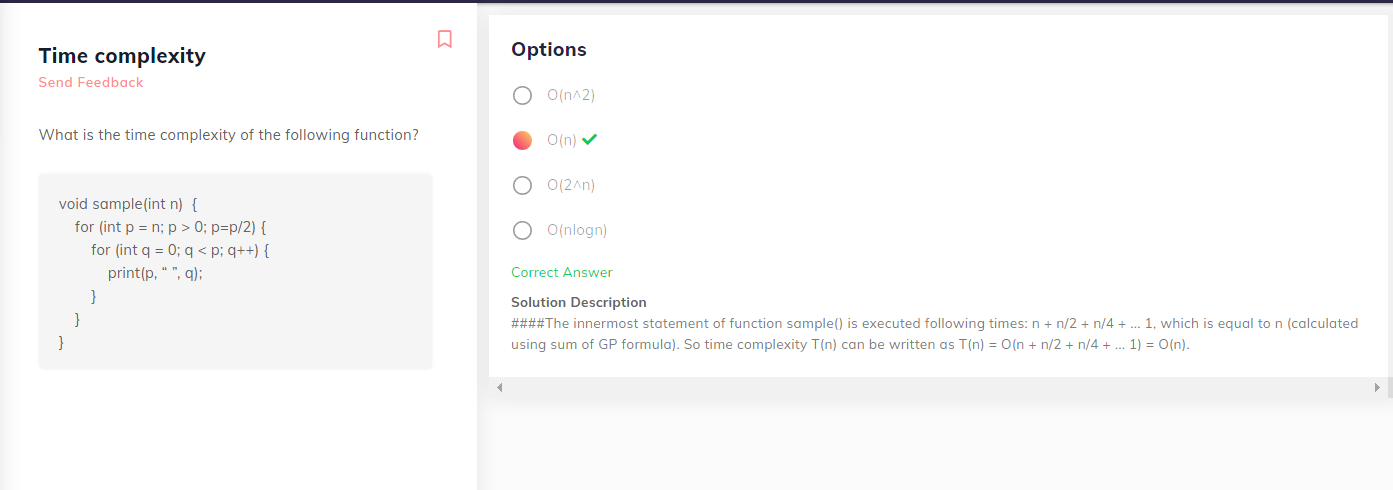 Time complexity
Send Feedback
What is the time complexity of the following function?
void sample(int n)  {
for (int p = n; p > 0; p=p/2) {
for (int q = 0; q < p; q++) {
print(p, “ ”, q);
}
}
}
Options
O(n^2)
O(n)
O(2^n)
O(nlogn)
Correct Answer
Solution Description
####The innermost statement of function sample() is executed following times: n + n/2 + n/4 + ... 1, which is equal to n (calculated
using sum of GP formula). So time complexity T(n) can be written as T(n) = O(n + n/2 + n/4 + ... 1) = O(n).